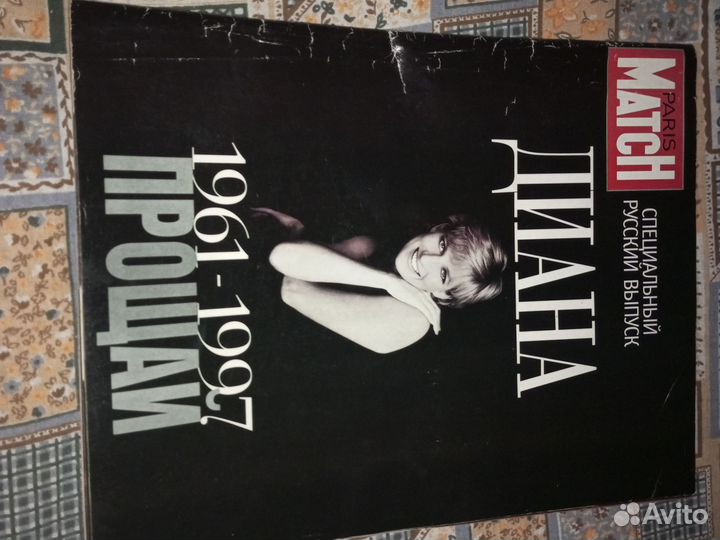 PARIS
MATCH
СПЕЦИАЛЬНЫЙ
РУССКИЙ ВЫПУСК
ДИАНА
1961-1997
ПРОЩАЙ
Avito